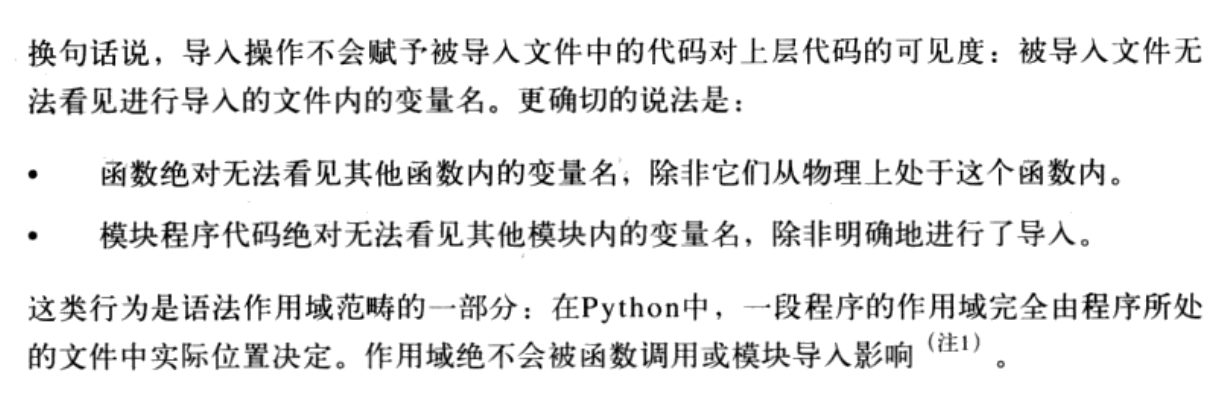 换句话说，导入操作不会赋予被导入文件中的代码对上层代码的可见度：被导入文件无
法看见进行导入的文件内的变量名。更确切的说法是：
• 函数绝对无法看见其他函数内的变量名，除非它们从物理上处于这个函数内。
• 模块程序代码绝对无法看见其他模块内的变量名，除非明确地进行了导入。
这类行为是语法作用域范畴的一部分：在Python中，一段程序的作用域完全由程序所处
的文件中实际位置决定。作用域绝不会被函数调用或模块导入影响（注1）。